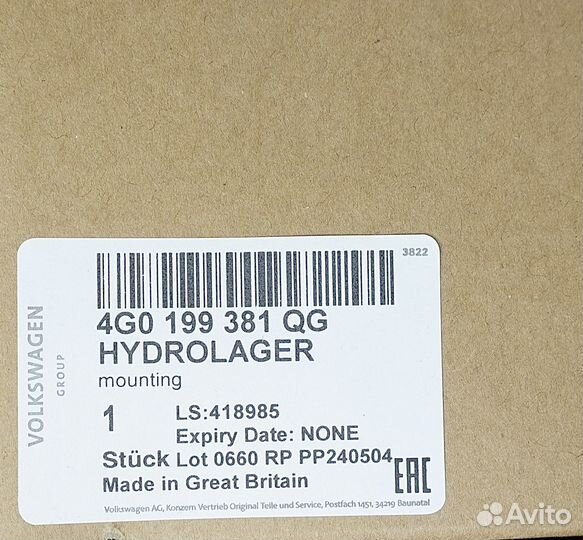 3822
VOLKSWAGEN
GROUP
4G0 199 381 QG
HYDROLAGER
mounting
1 LS:418985
Expiry Date: NONE
Stück Lot 0660 RP PP240504
Made in Great Britain
EAC
Volkswagen AG, Konzern Vertrieb Original Teile und Service, Postfach 1451, 34219 Baunatal
Avito